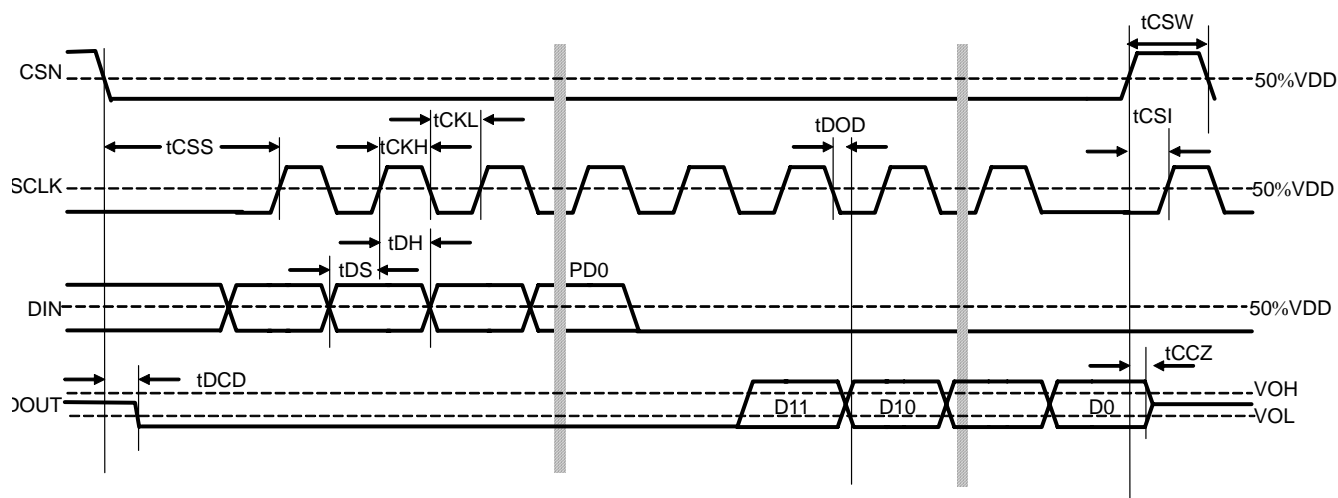 tCSW
CSN
50%VDD
tCKL
tCSS
tCKH
tDOD
tCSI
SCLK
50%VDD
tDH
tDS
PD0
DIN
50%VDD
tCCZ
tDCD
VOH
DOUT
D11
D10
D0
VOL